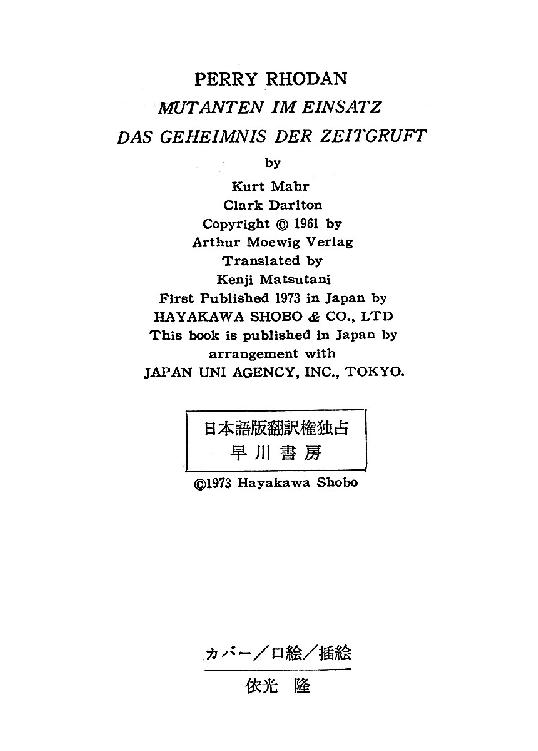 PERRY RHODAN
MUTANTEN IM EINSATZ
DAS GEHEIMNIS DER ZEITGRUFT
by
Kurt Mahr
Clark Darlton
Copyright © 1961 by
Arthur Moewig Verlag
Translated by
Kenji Matsutani
First Published 1973 in Japan by
HAYAKAWA SHOBO & CO., LTD
This book is published in Japan by
arrangement with
JAPAN UNI AGENCY, INC., TOKYO.
日本語版翻訳権独占
早川書房
©1973 Hayakawa Shobo
カバー/口絵/插絵
依光 隆